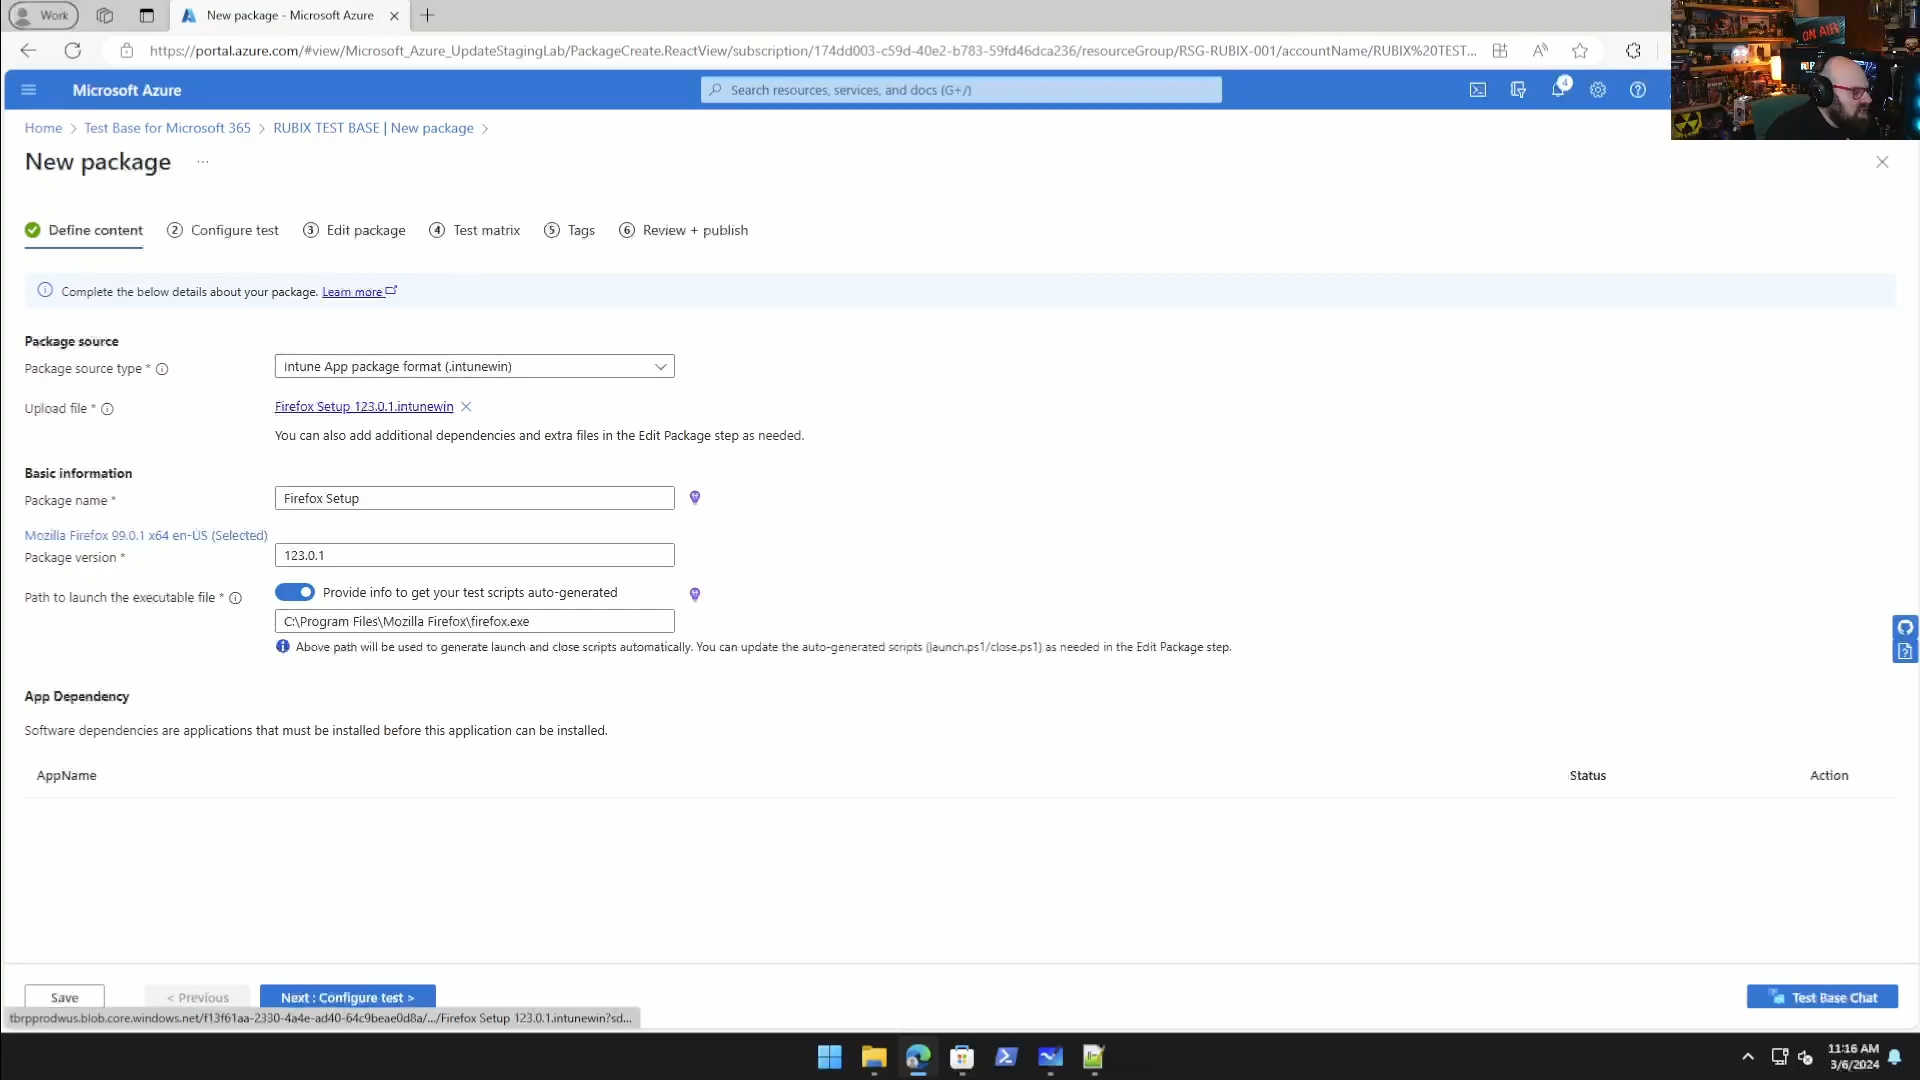 Work
New package - Microsoft Azure
https://portal.azure.com/#view/Microsoft_Azure_UpdateStagingLab/PackageCreate.ReactView/subscription/174dd003-c59d-40e2-b783-59fd46dca236/resourceGroup/RSG-RUBIX-001/accountName/RUBIX%20TEST...
Microsoft Azure
Search resources, services, and docs (G+/)
4
ON AIR
Home > Test Base for Microsoft 365 > RUBIX TEST BASE | New package >
New package ...
Define content
2 Configure test
3 Edit package
4 Test matrix
5 Tags
6 Review + publish
Complete the below details about your package. Learn more
Package source
Package source type *
Intune App package format (.intunewin)
Upload file *
Firefox Setup 123.0.1.intunewin
You can also add additional dependencies and extra files in the Edit Package step as needed.
Basic information
Package name *
Firefox Setup
Mozilla Firefox 99.0.1 x64 en-US (Selected)
Package version *
123.0.1
Path to launch the executable file *
Provide info to get your test scripts auto-generated
C:\Program Files\Mozilla Firefox\firefox.exe
Above path will be used to generate launch and close scripts automatically. You can update the auto-generated scripts (launch.ps1/close.ps1) as needed in the Edit Package step.
App Dependency
Software dependencies are applications that must be installed before this application can be installed.
AppName
Status
Action
Save
< Previous
Next : Configure test >
Test Base Chat
tbrpprodwus.blob.core.windows.net/f13f61aa-2330-4a4e-ad40-64c9beae0d8a/.../Firefox Setup 123.0.1.intunewin?sd...
11:16 AM
3/6/2024